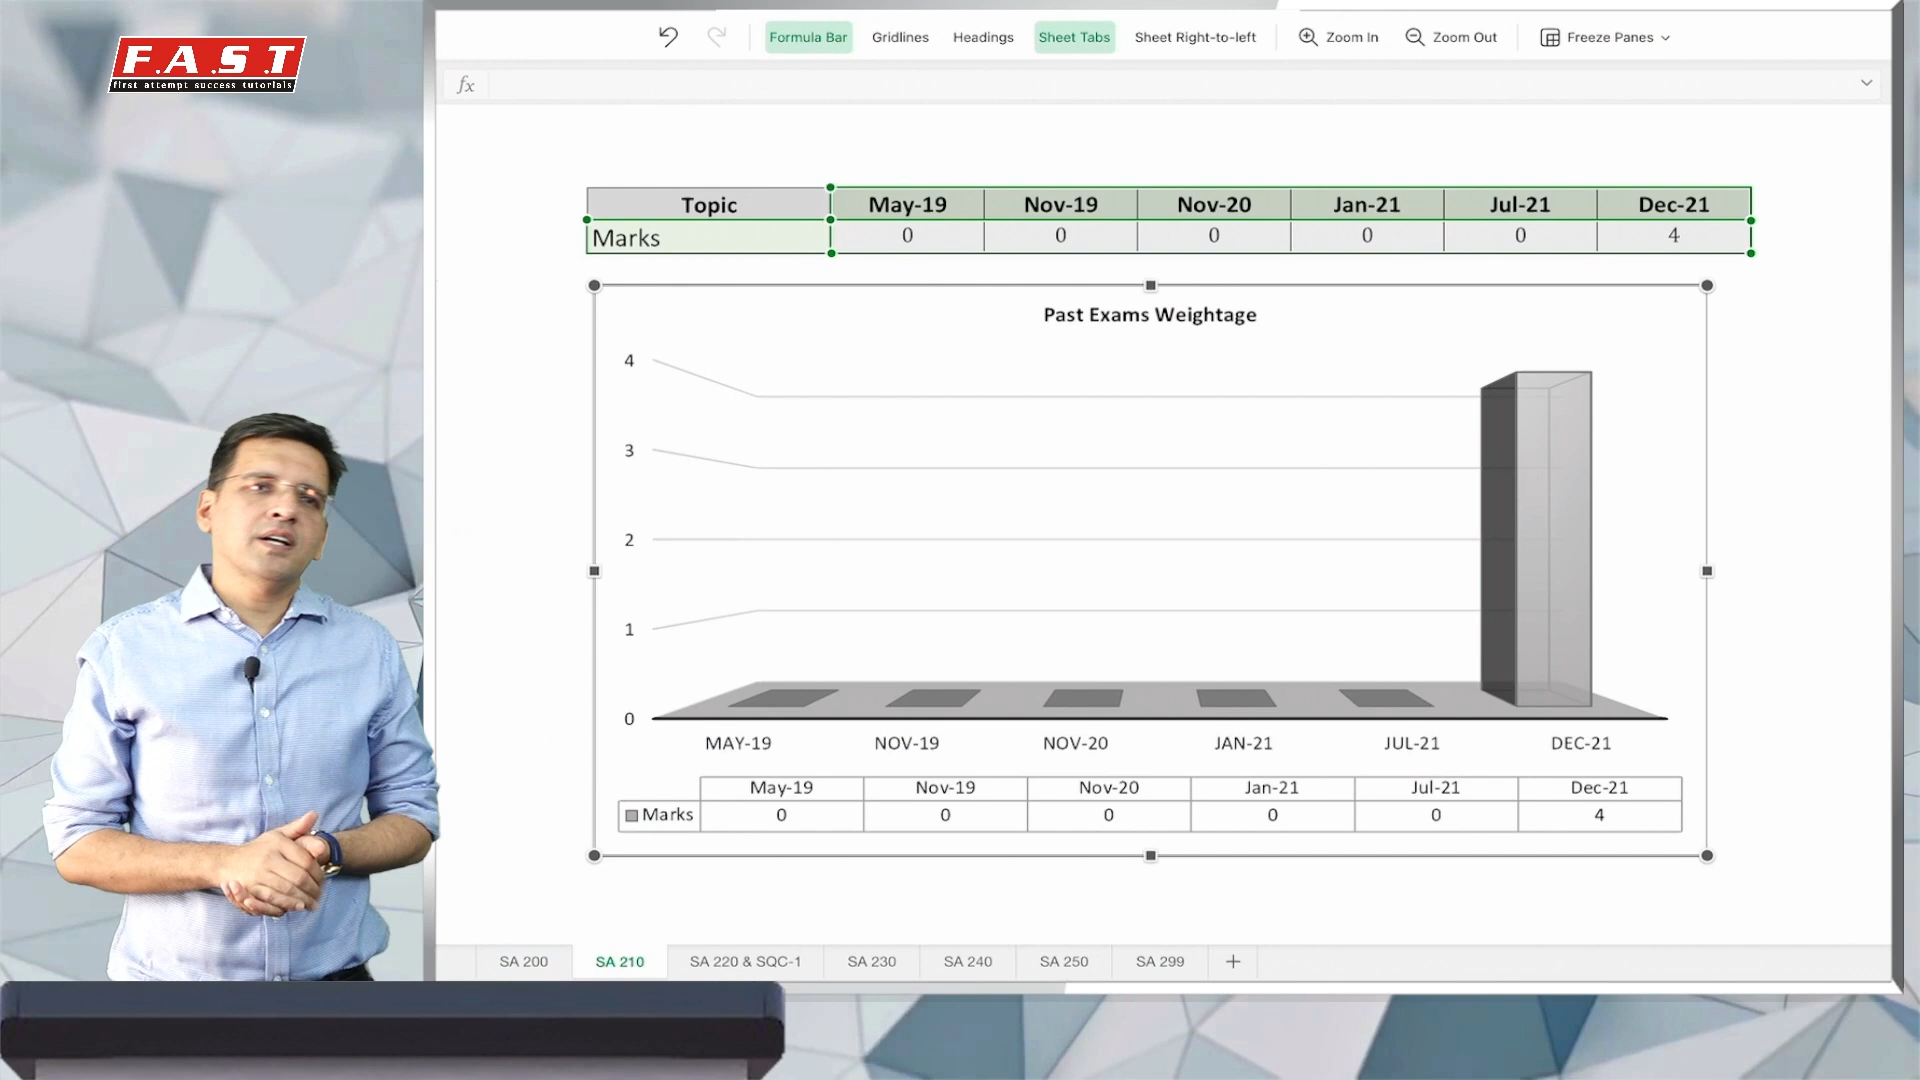 F.A.S.T
first attempt success tutorials
Formula Bar Gridlines Headings Sheet Tabs Sheet Right-to-left Zoom In Zoom Out Freeze Panes
fx
Topic May-19 Nov-19 Nov-20 Jan-21 Jul-21 Dec-21
Marks 0 0 0 0 0 4
Past Exams Weightage
4
3
2
1
0
MAY-19 NOV-19 NOV-20 JAN-21 JUL-21 DEC-21
May-19 Nov-19 Nov-20 Jan-21 Jul-21 Dec-21
Marks 0 0 0 0 0 4
SA 200 SA 210 SA 220 & SQC-1 SA 230 SA 240 SA 250 SA 299 +